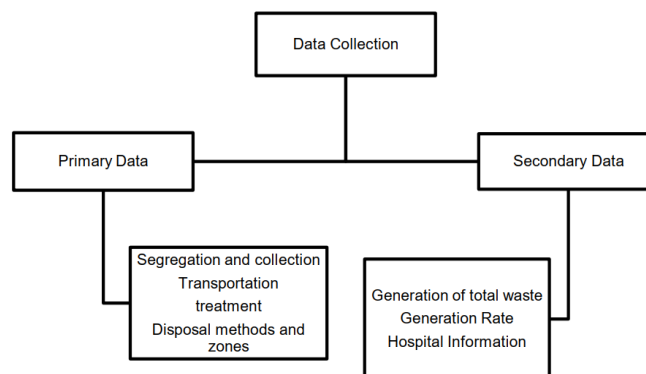 Data Collection
Primary Data
Secondary Data
Segregation and collection
Transportation
treatment
Disposal methods and
zones
Generation of total waste
Generation Rate
Hospital Information